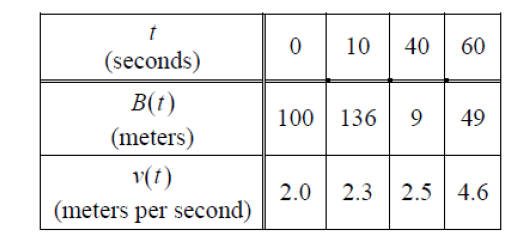 t
(seconds) 0 10 40 60
B(t)
(meters) 100 136 9 49
v(t)
(meters per second) 2.0 2.3 2.5 4.6